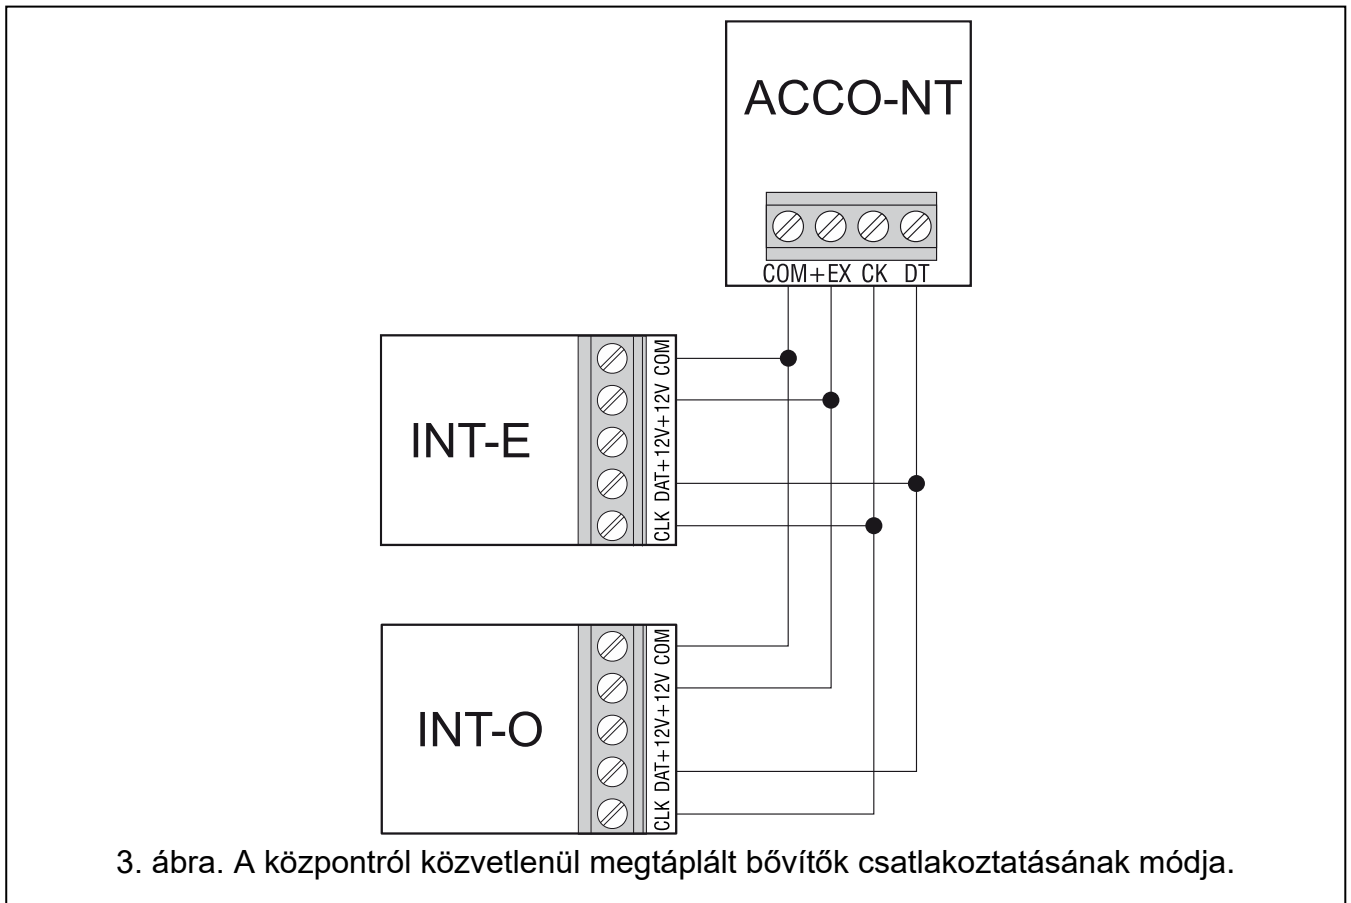 ACCO-NT
COM +EX CK DT
INT-E
CLK DAT +12V +12V COM
INT-O
CLK DAT +12V +12V COM
3. ábra. A központról közvetlenül megtáplált bővítők csatlakoztatásának módja.